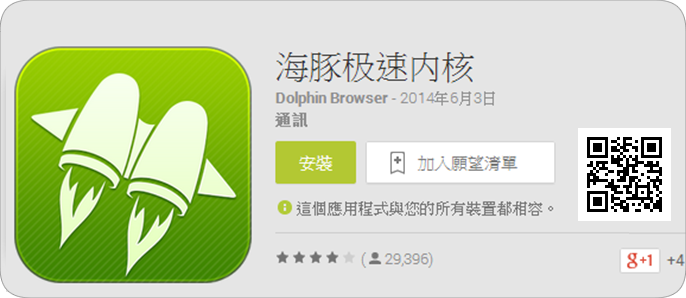 海豚极速内核
Dolphin Browser - 2014年6月3日
通訊
安裝
加入願望清單
這個應用程式與您的所有裝置都相容。
(29,396)
g+1 +4